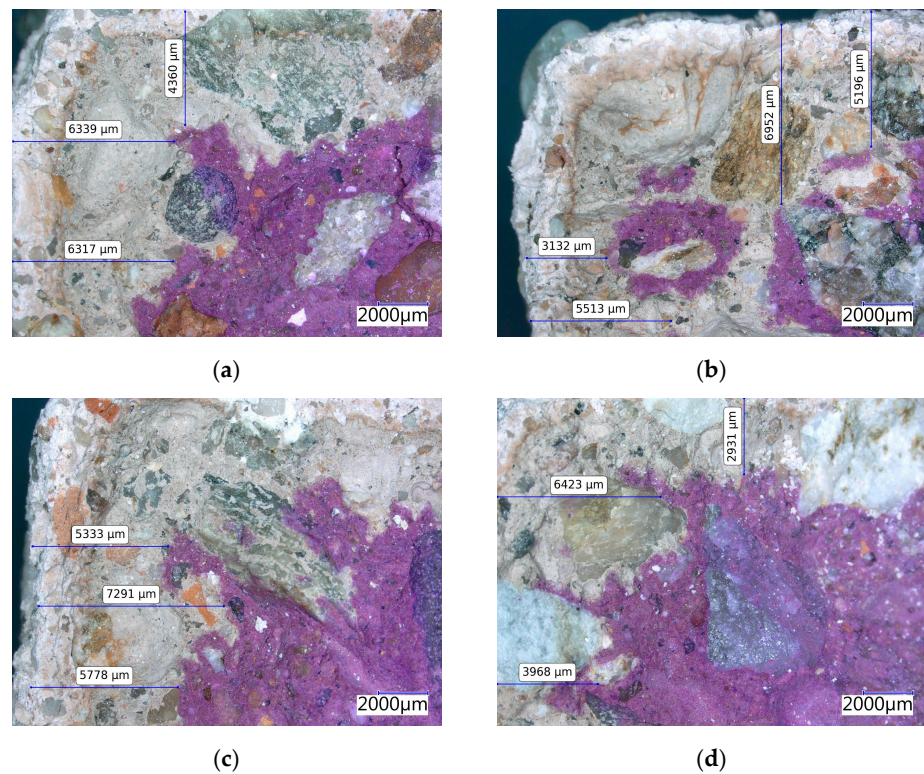 4360 µm
6339 µm
6317 µm
2000µm
(a)
6952 µm
5196 µm
3132 µm
5513 µm
2000µm
(b)
5333 µm
7291 µm
5778 µm
2000µm
(c)
2931 µm
6423 µm
3968 µm
2000µm
(d)